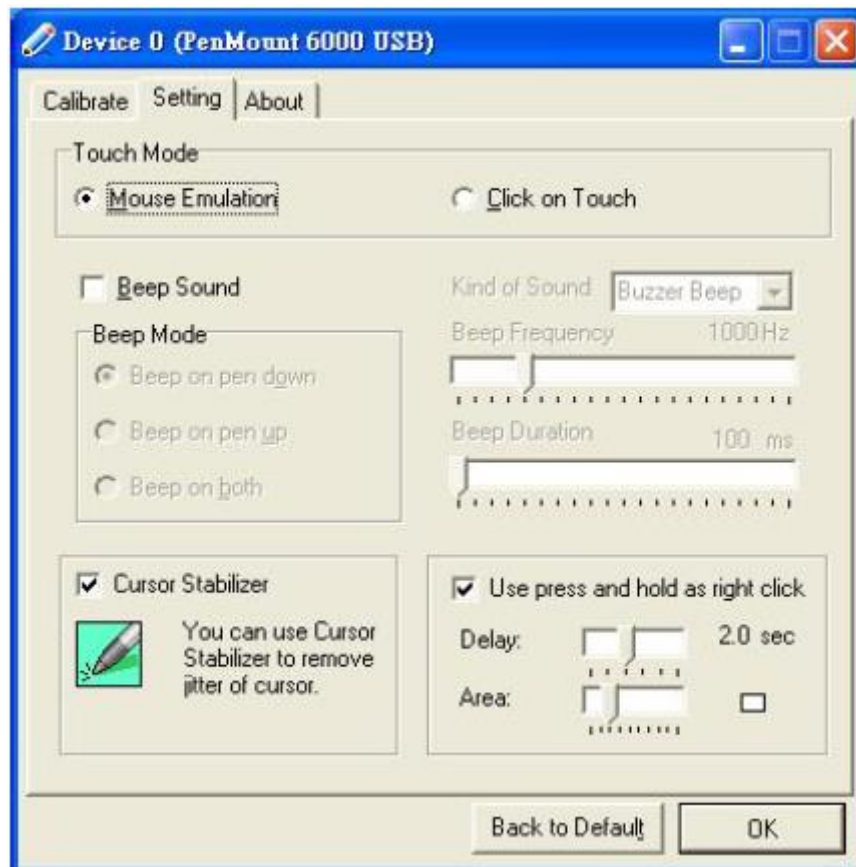 Device 0 (PenMount 6000 USB)
Calibrate Setting About
Touch Mode
Mouse Emulation Click on Touch
Beep Sound Kind of Sound Buzzer Beep
Beep Mode Beep Frequency 1000Hz
Beep on pen down
Beep on pen up Beep Duration 100 ms
Beep on both
Cursor Stabilizer
You can use Cursor
Stabilizer to remove
jitter of cursor.
Use press and hold as right click
Delay: 2.0 sec
Area:
Back to Default OK